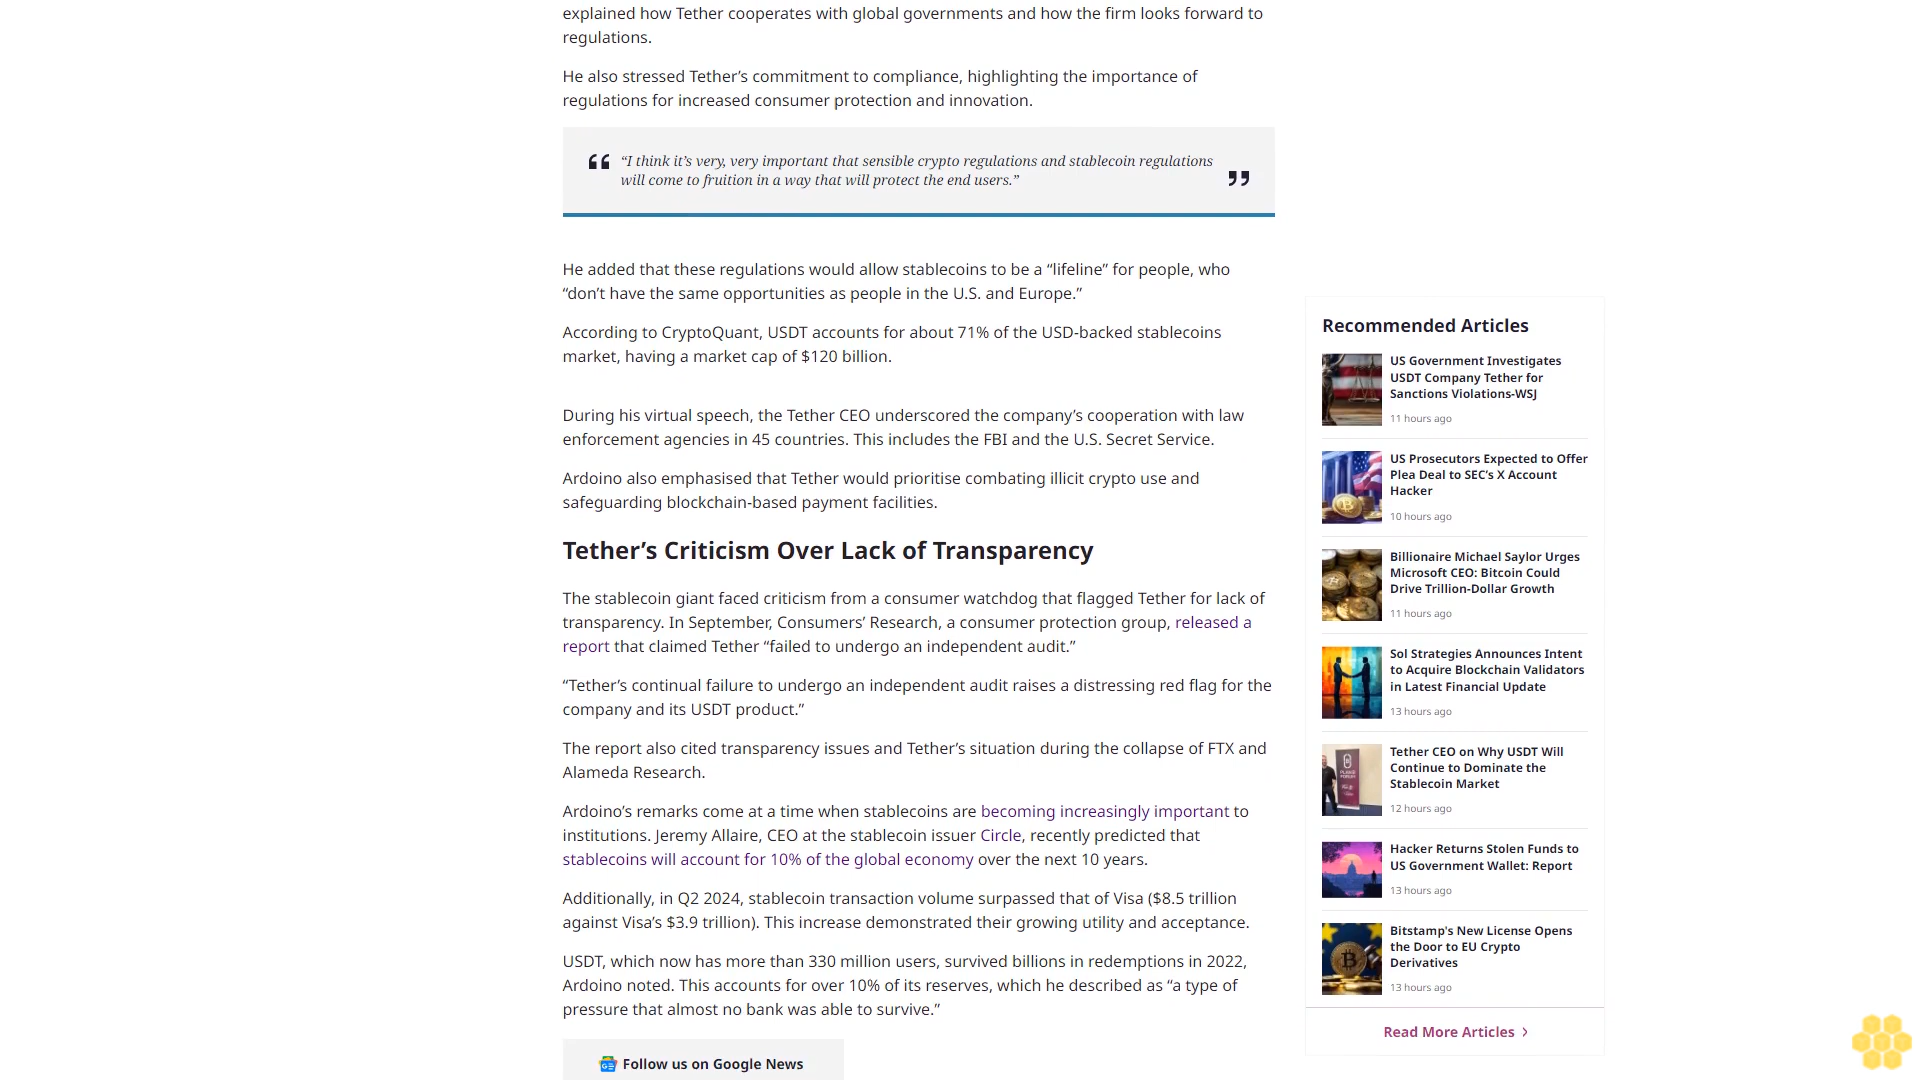 explained how Tether cooperates with global governments and how the firm looks forward to
regulations.
He also stressed Tether’s commitment to compliance, highlighting the importance of
regulations for increased consumer protection and innovation.
“I think it’s very, very important that sensible crypto regulations and stablecoin regulations
will come to fruition in a way that will protect the end users.”
He added that these regulations would allow stablecoins to be a “lifeline” for people, who
“don’t have the same opportunities as people in the U.S. and Europe.”
According to CryptoQuant, USDT accounts for about 71% of the USD-backed stablecoins
market, having a market cap of $120 billion.
During his virtual speech, the Tether CEO underscored the company’s cooperation with law
enforcement agencies in 45 countries. This includes the FBI and the U.S. Secret Service.
Ardoino also emphasised that Tether would prioritise combating illicit crypto use and
safeguarding blockchain-based payment facilities.
Tether’s Criticism Over Lack of Transparency
The stablecoin giant faced criticism from a consumer watchdog that flagged Tether for lack of
transparency. In September, Consumers’ Research, a consumer protection group, released a
report that claimed Tether “failed to undergo an independent audit.”
“Tether’s continual failure to undergo an independent audit raises a distressing red flag for the
company and its USDT product.”
The report also cited transparency issues and Tether’s situation during the collapse of FTX and
Alameda Research.
Ardoino’s remarks come at a time when stablecoins are becoming increasingly important to
institutions. Jeremy Allaire, CEO at the stablecoin issuer Circle, recently predicted that
stablecoins will account for 10% of the global economy over the next 10 years.
Additionally, in Q2 2024, stablecoin transaction volume surpassed that of Visa ($8.5 trillion
against Visa’s $3.9 trillion). This increase demonstrated their growing utility and acceptance.
USDT, which now has more than 330 million users, survived billions in redemptions in 2022,
Ardoino noted. This accounts for over 10% of its reserves, which he described as “a type of
pressure that almost no bank was able to survive.”
Follow us on Google News
Recommended Articles
US Government Investigates
USDT Company Tether for
Sanctions Violations-WSJ
11 hours ago
US Prosecutors Expected to Offer
Plea Deal to SEC’s X Account
Hacker
10 hours ago
Billionaire Michael Saylor Urges
Microsoft CEO: Bitcoin Could
Drive Trillion-Dollar Growth
11 hours ago
Sol Strategies Announces Intent
to Acquire Blockchain Validators
in Latest Financial Update
13 hours ago
Tether CEO on Why USDT Will
Continue to Dominate the
Stablecoin Market
12 hours ago
Hacker Returns Stolen Funds to
US Government Wallet: Report
13 hours ago
Bitstamp's New License Opens
the Door to EU Crypto
Derivatives
13 hours ago
Read More Articles